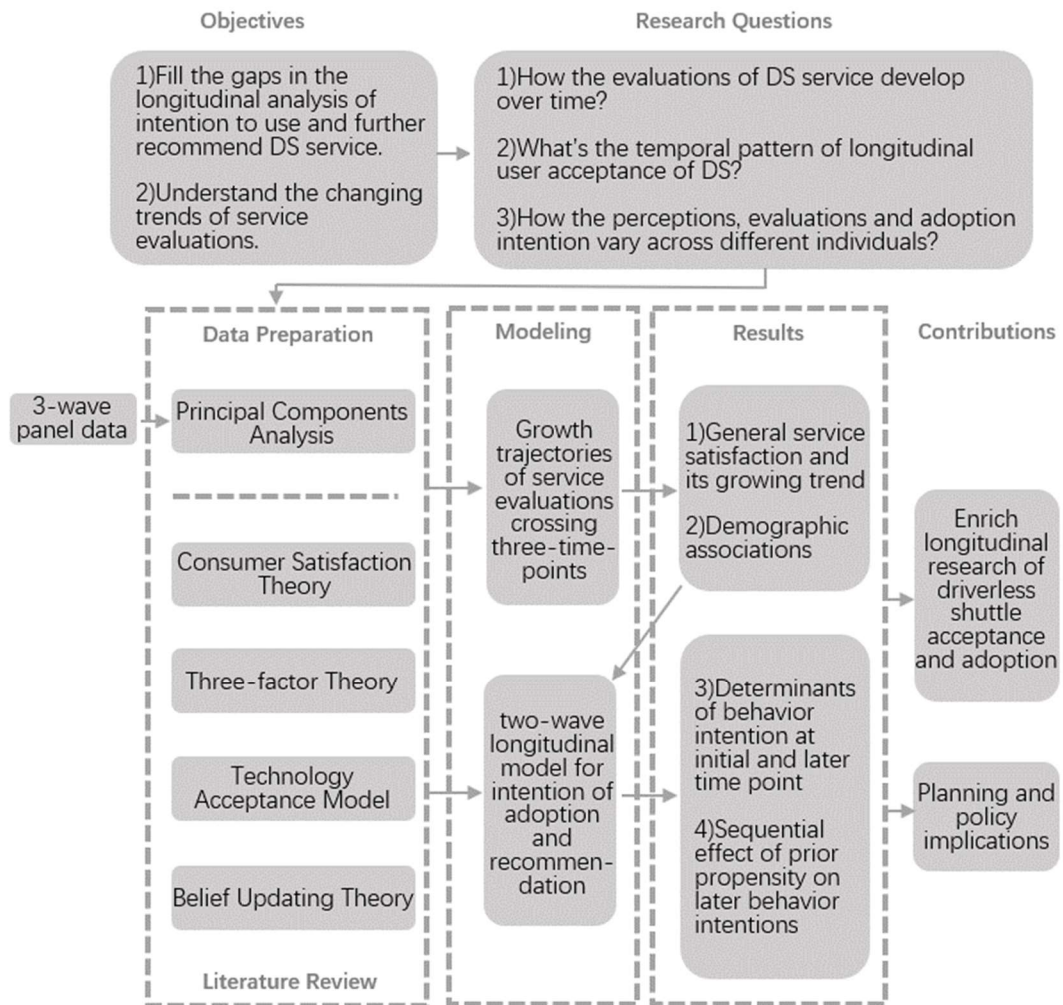 Objectives
Research Questions
1)Fill the gaps in the
longitudinal analysis of
intention to use and further
recommend DS service.
2)Understand the changing
trends of service
evaluations.
1)How the evaluations of DS service develop
over time?
2)What's the temporal pattern of longitudinal
user acceptance of DS?
3)How the perceptions, evaluations and adoption
intention vary across different individuals?
Data Preparation
Modeling
Results
Contributions
3-wave
panel data
Principal Components
Analysis
Consumer Satisfaction
Theory
Three-factor Theory
Technology
Acceptance Model
Belief Updating Theory
Literature Review
Growth
trajectories
of service
evaluations
crossing
three-time-
points
two-wave
longitudinal
model for
intention of
adoption
and
recommen-
dation
1)General service
satisfaction and
its growing trend
2)Demographic
associations
3)Determinants
of behavior
intention at
initial and later
time point
4)Sequential
effect of prior
propensity on
later behavior
intentions
Enrich
longitudinal
research of
driverless
shuttle
acceptance
and adoption
Planning and
policy
implications